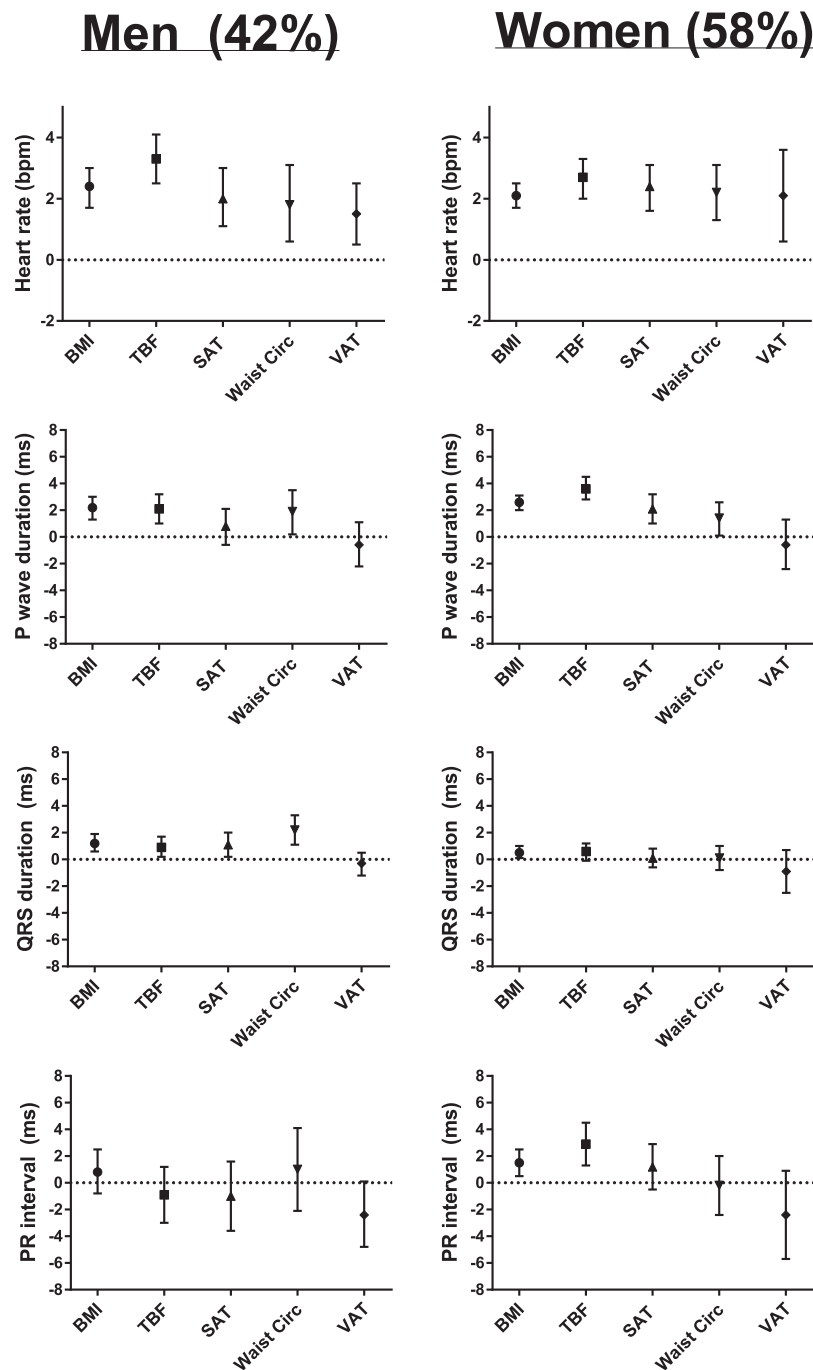 Men (42%)
Women (58%)
Heart rate (bpm)
4
2
0
-2
BMI
TBF
SAT
Waist Circ
VAT
Heart rate (bpm)
4
2
0
-2
BMI
TBF
SAT
Waist Circ
VAT
P wave duration (ms)
8
6
4
2
0
-2
-4
-6
-8
BMI
TBF
SAT
Waist Circ
VAT
P wave duration (ms)
8
6
4
2
0
-2
-4
-6
-8
BMI
TBF
SAT
Waist Circ
VAT
QRS duration (ms)
8
6
4
2
0
-2
-4
-6
-8
BMI
TBF
SAT
Waist Circ
VAT
QRS duration (ms)
8
6
4
2
0
-2
-4
-6
-8
BMI
TBF
SAT
Waist Circ
VAT
PR interval (ms)
8
6
4
2
0
-2
-4
-6
-8
BMI
TBF
SAT
Waist Circ
VAT
PR interval (ms)
8
6
4
2
0
-2
-4
-6
-8
BMI
TBF
SAT
Waist Circ
VAT